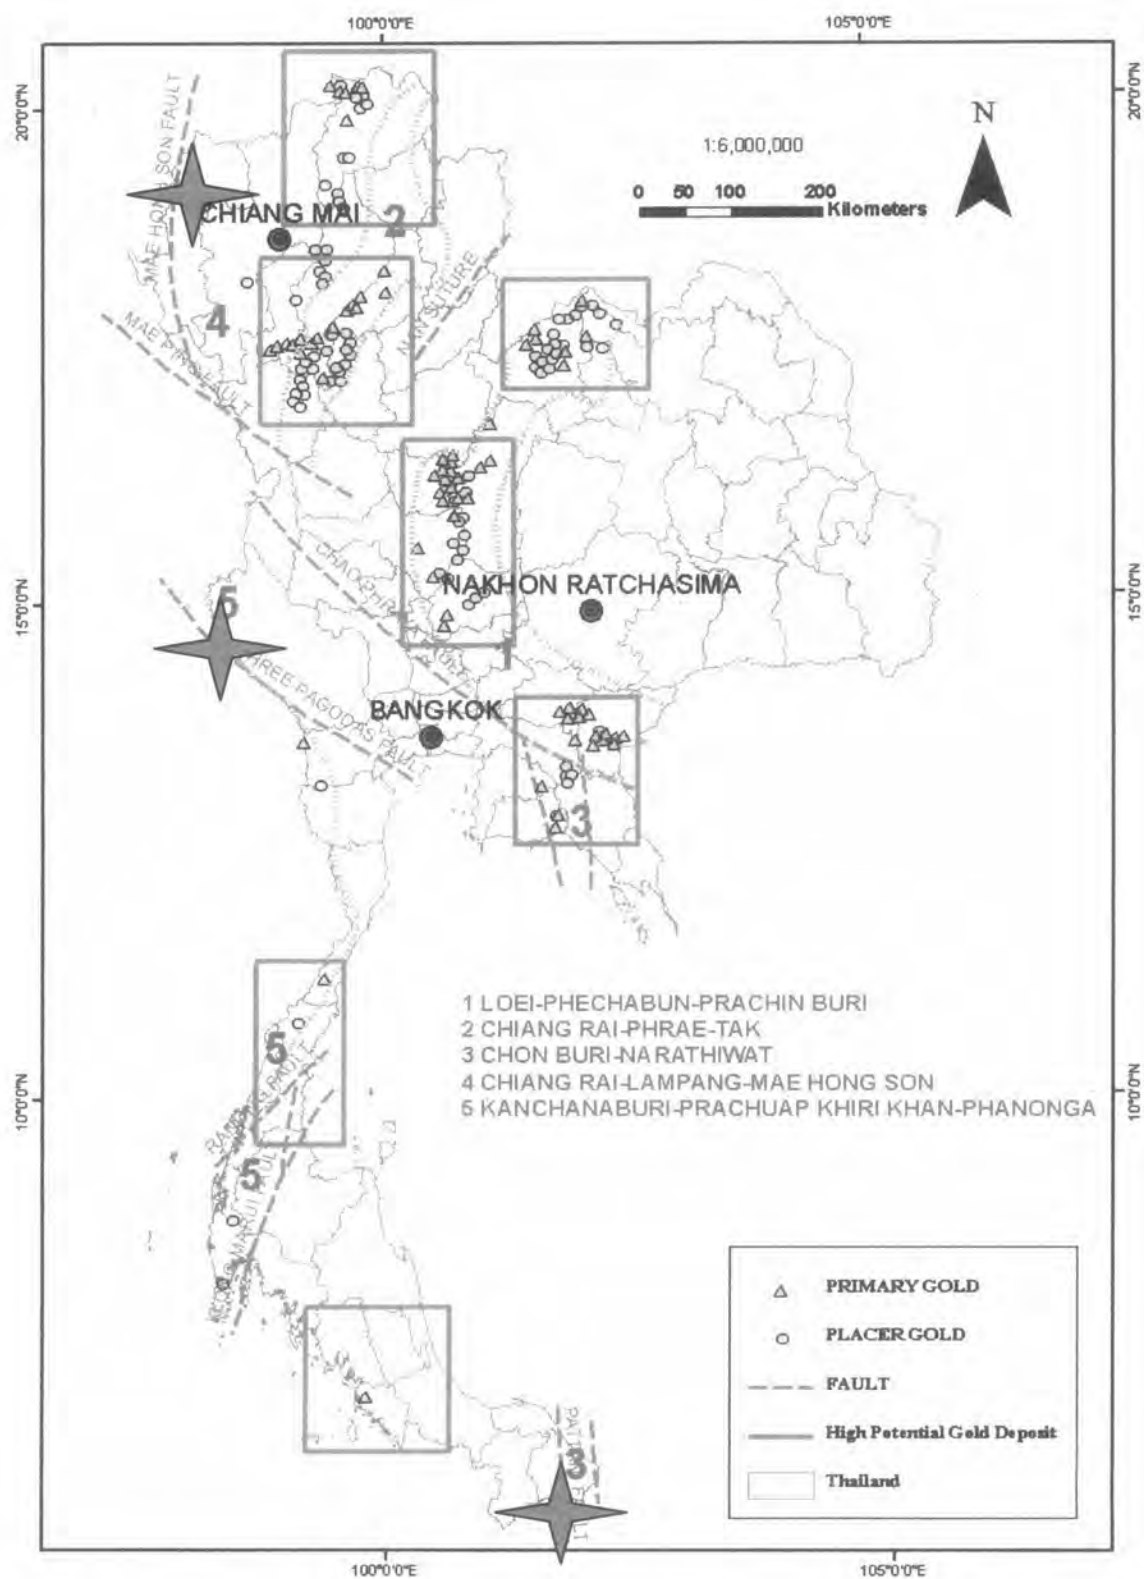 100°0'0"E
105°0'0"E
20°0'0"N
20°0'0"N
MAE HONH SON FAULT
N
1:6,000,000
0 50 100 200
Kilometers
CHIANG MAI
2
4
MAIN SUTURE
MAE PING FAULT
NAKHON RATCHASIMA
15°0'0"N
15°0'0"N
5
1
THREE PAGODAS FAULT
BANGKOK
3
1 LOEI-PHECHABUN-PRACHIN BURI
2 CHIANG RAI-PHRAE-TAK
3 CHON BURI-NARATHIWAT
4 CHIANG RAI-LAMPANG-MAE HONG SON
5 KANCHANABURI-PRACHUAP KHIRI KHAN-PHANONGA
5
10°0'0"N
10°0'0"N
5
PRIMARY GOLD
PLACER GOLD
FAULT
High Potential Gold Deposit
Thailand
3
100°0'0"E
105°0'0"E